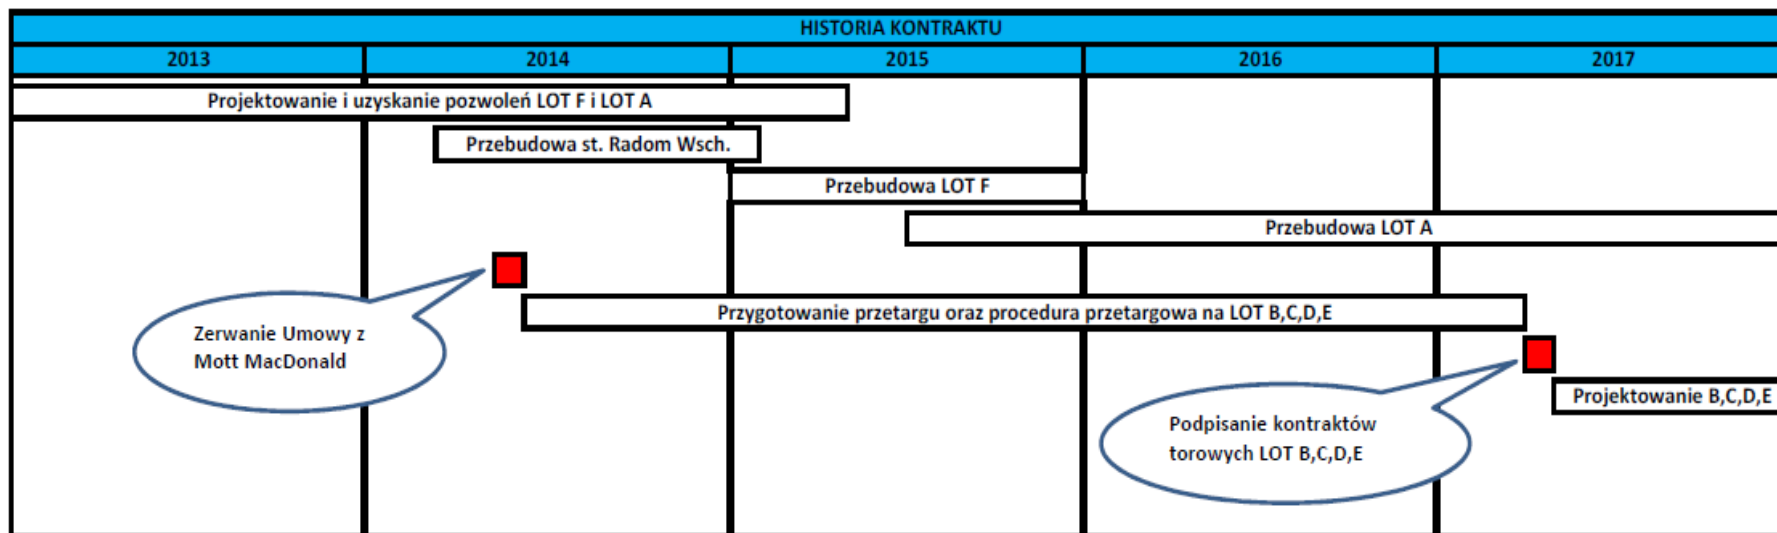 HISTORIA KONTRAKTU
2013 2014 2015 2016 2017
Projektowanie i uzyskanie pozwoleń LOT F i LOT A
Przebudowa st. Radom Wsch.
Przebudowa LOT F
Przebudowa LOT A
Przygotowanie przetargu oraz procedura przetargowa na LOT B,C,D,E
Zerwanie Umowy z
Mott MacDonald
Projektowanie B,C,D,E
Podpisanie kontraktów
torowych LOT B,C,D,E